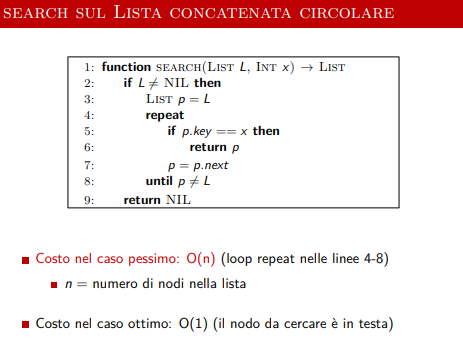 SEARCH SUL LISTA CONCATENATA CIRCOLARE
1: function SEARCH(LIST L, INT x) → LIST
2: if L ≠ NIL then
3: LIST p = L
4: repeat
5: if p.key == x then
6: return p
7: p = p.next
8: until p ≠ L
9: return NIL
Costo nel caso pessimo: O(n) (loop repeat nelle linee 4-8)
n = numero di nodi nella lista
Costo nel caso ottimo: O(1) (il nodo da cercare è in testa)